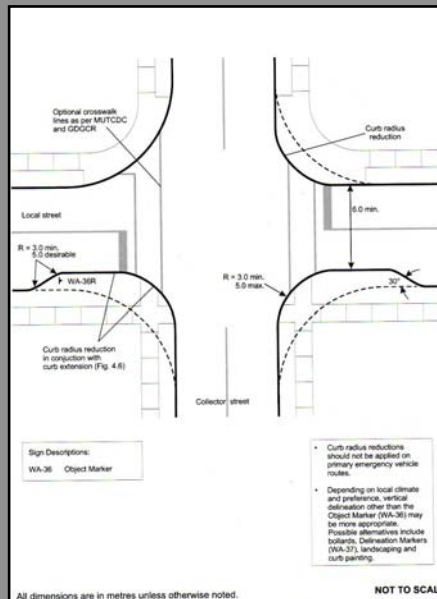 Optional crosswalk
lines as per MUTCDC
and GDGCR
Curb radius
reduction
Local street
6.0 min.
R = 3.0 min.
5.0 desirable
WA-36R
R = 3.0 min.
5.0 max.
30°
Curb radius reduction
in conjuction with
curb extension (Fig. 4.6)
Collector street
Sign Descriptions:
WA-36 Object Marker
• Curb radius reductions
should not be applied on
primary emergency vehicle
routes.
• Depending on local climate
and preference, vertical
delineation other than the
Object Marker (WA-36) may
be more appropriate.
Possible alternatives include
bollards, Delineation Markers
(WA-37), landscaping and
curb painting.
All dimensions are in metres unless otherwise noted.
NOT TO SCAL